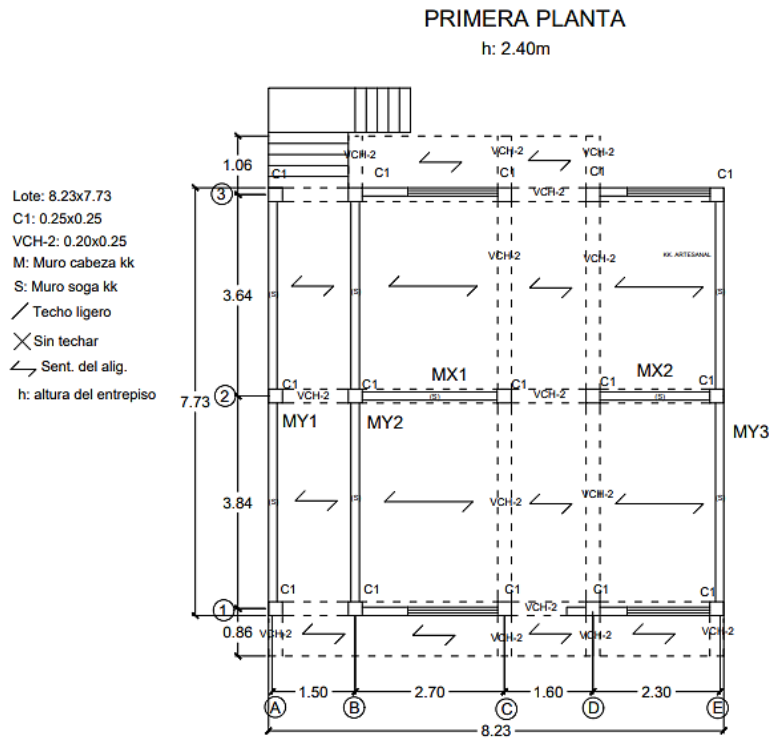 PRIMERA PLANTA
h: 2.40m
1.06
VCH-2
VCH-2
VCH-2
C1
C1
C1
C1
C1
3
VCH-2
Lote: 8.23x7.73
C1: 0.25x0.25
VCH-2: 0.20x0.25
M: Muro cabeza kk
S: Muro soga kk
Techo ligero
Sin techar
Sent. del alig.
h: altura del entrepiso
VCH-2
VCH-2
KK. ARTESANAL
3.64
(S)
(S)
(S)
MX1
MX2
C1
C1
C1
C1
C1
2
VCH-2
(S)
VCH-2
(S)
7.73
MY1
MY2
MY3
3.84
(S)
(S)
VCH-2
VCH-2
(S)
C1
C1
C1
C1
C1
1
VCH-2
0.86
VCH-2
VCH-2
VCH-2
VCH-2
1.50
2.70
1.60
2.30
A
B
C
D
E
8.23